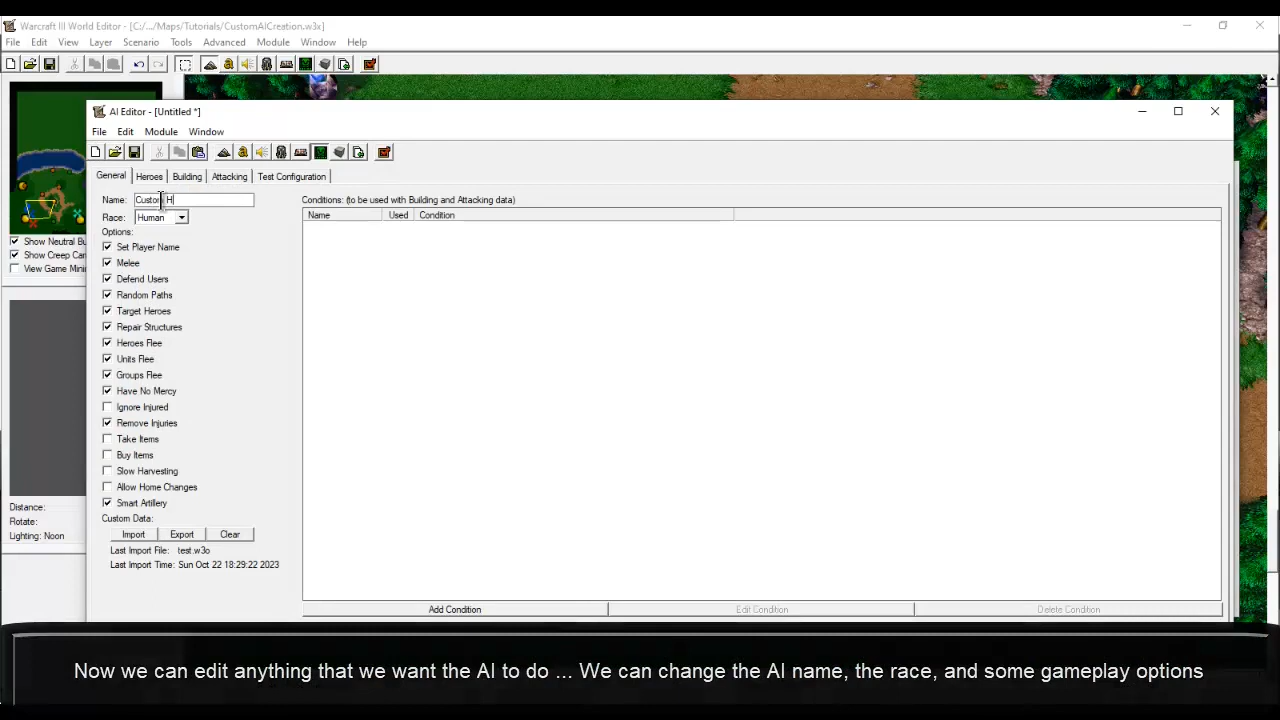 Warcraft III World Editor - [C:/.../Maps/Tutorials/CustomAICreation.w3x]
File Edit View Layer Scenario Tools Advanced Module Window Help
AI Editor - [Untitled *]
File Edit Module Window
General Heroes Building Attacking Test Configuration
Name: Custom H
Race: Human
Options:
Set Player Name
Melee
Defend Users
Random Paths
Target Heroes
Repair Structures
Heroes Flee
Units Flee
Groups Flee
Have No Mercy
Ignore Injured
Remove Injuries
Take Items
Buy Items
Slow Harvesting
Allow Home Changes
Smart Artillery
Custom Data:
Import Export Clear
Last Import File: test.w3o
Last Import Time: Sun Oct 22 18:29:22 2023
Conditions: (to be used with Building and Attacking data)
Name Used Condition
Add Condition Edit Condition Delete Condition
Show Neutral Bu
Show Creep Cam
View Game Mini
Distance:
Rotate:
Lighting: Noon
Now we can edit anything that we want the AI to do ... We can change the AI name, the race, and some gameplay options